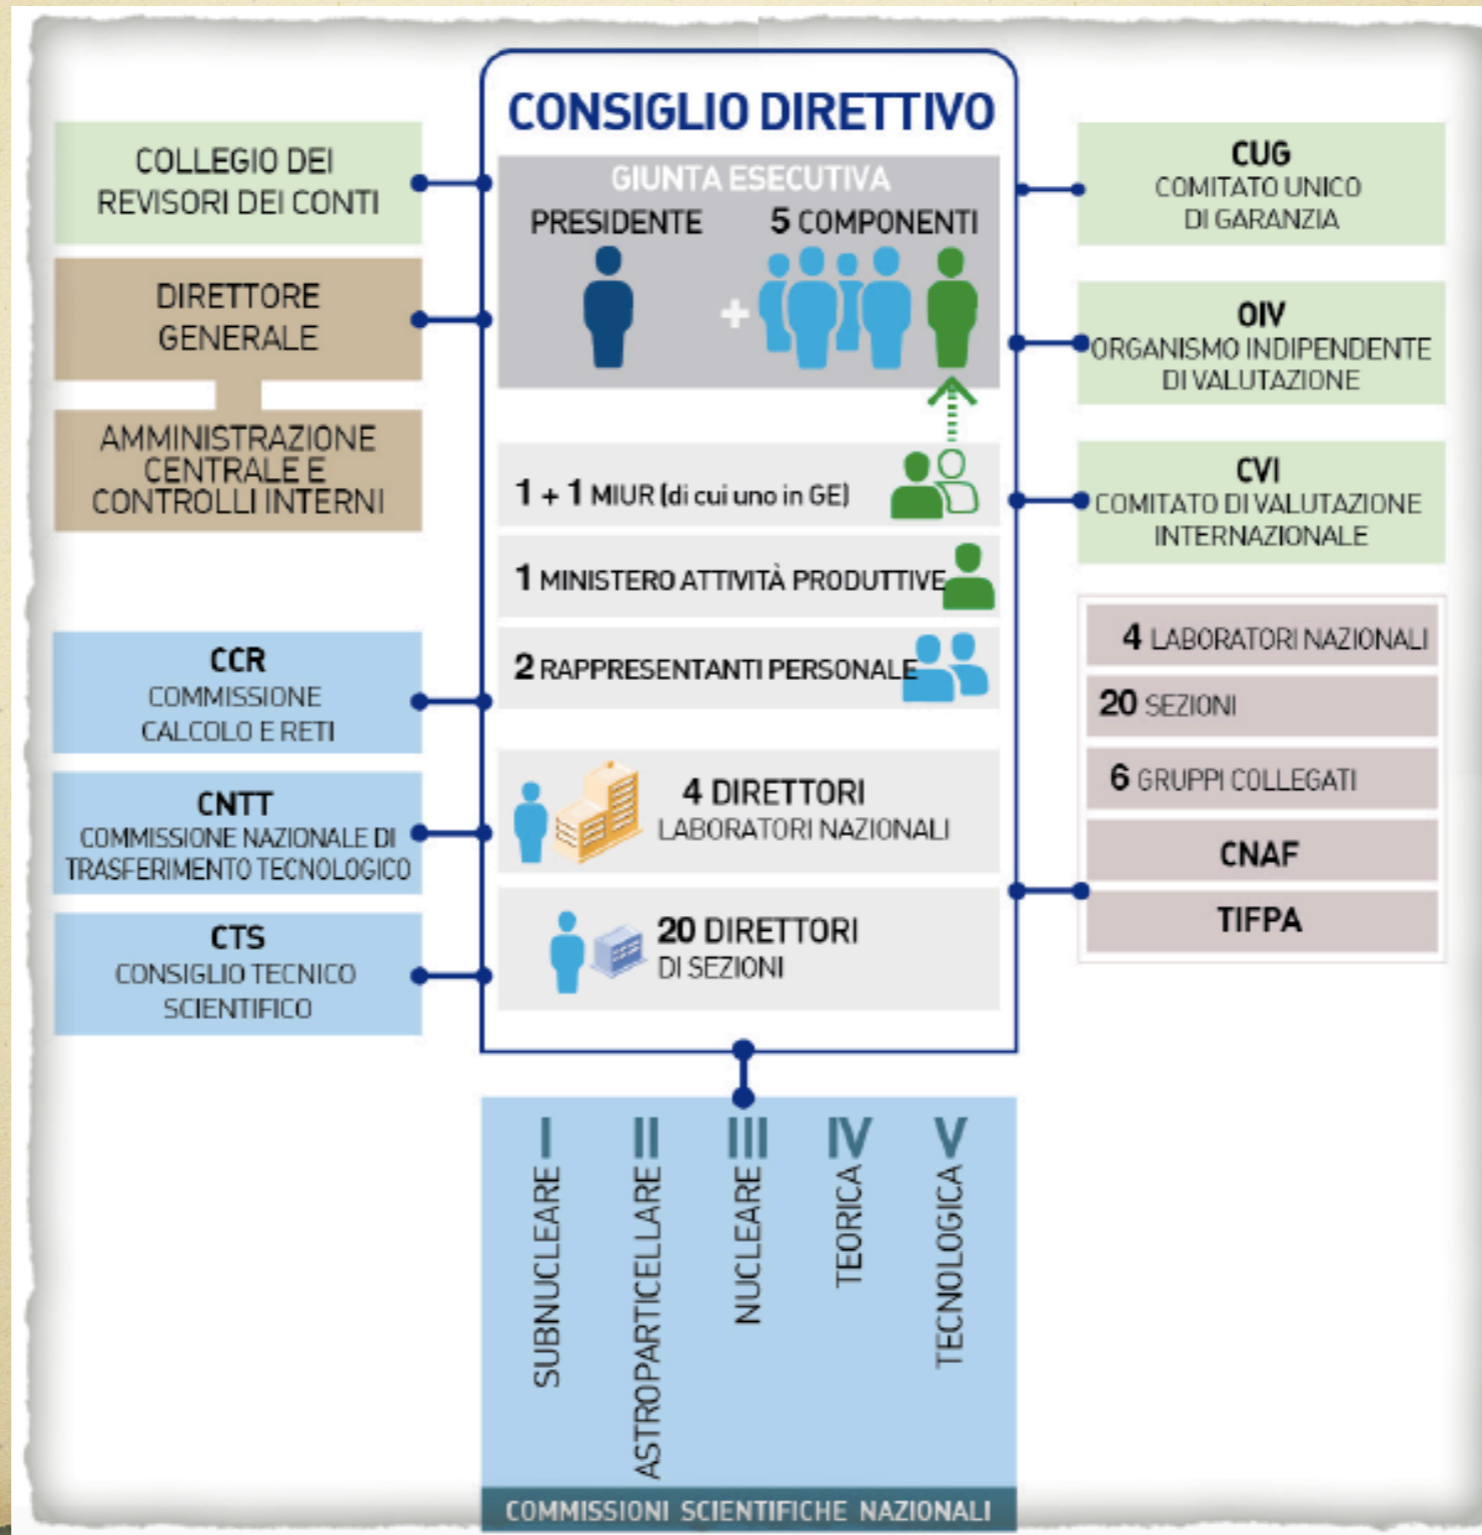 CONSIGLIO DIRETTIVO
GIUNTA ESECUTIVA
PRESIDENTE
5 COMPONENTI
+
1 + 1 MIUR (di cui uno in GE)
1 MINISTERO ATTIVITÀ PRODUTTIVE
2 RAPPRESENTANTI PERSONALE
4 DIRETTORI
LABORATORI NAZIONALI
20 DIRETTORI
DI SEZIONI
COLLEGIO DEI
REVISORI DEI CONTI
DIRETTORE
GENERALE
AMMINISTRAZIONE
CENTRALE E
CONTROLLI INTERNI
CCR
COMMISSIONE
CALCOLO E RETI
CNTT
COMMISSIONE NAZIONALE DI
TRASFERIMENTO TECNOLOGICO
CTS
CONSIGLIO TECNICO
SCIENTIFICO
CUG
COMITATO UNICO
DI GARANZIA
OIV
ORGANISMO INDIPENDENTE
DI VALUTAZIONE
CVI
COMITATO DI VALUTAZIONE
INTERNAZIONALE
4 LABORATORI NAZIONALI
20 SEZIONI
6 GRUPPI COLLEGATI
CNAF
TIFPA
I
SUBNUCLEARE
II
ASTROPARTICELLARE
III
NUCLEARE
IV
TEORICA
V
TECNOLOGICA
COMMISSIONI SCIENTIFICHE NAZIONALI